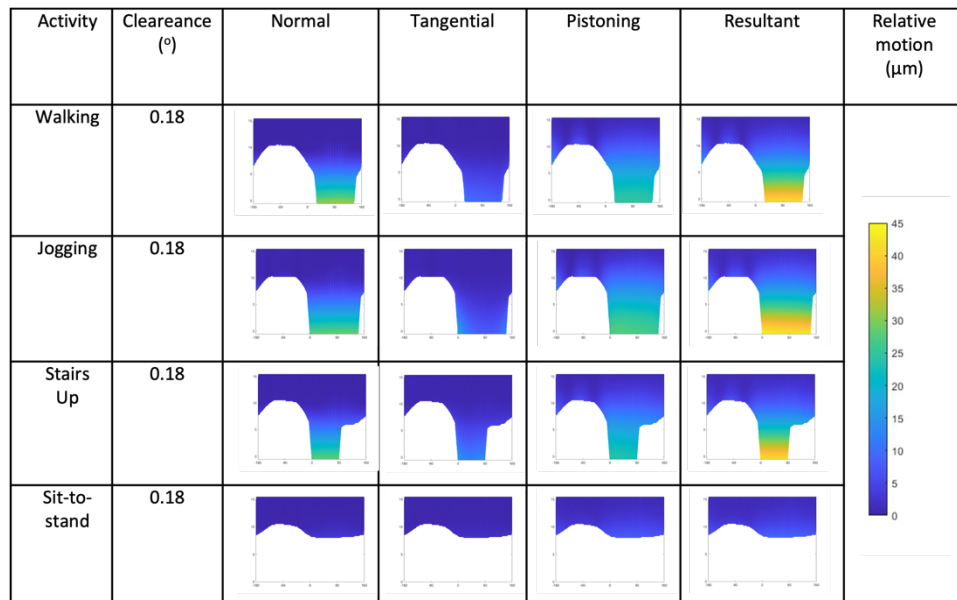 Activity
Cleareance
(º)
Normal
Tangential
Pistoning
Resultant
Relative
motion
(μm)
Walking
0.18
Jogging
0.18
Stairs
Up
0.18
Sit-to-
stand
0.18
45
40
35
30
25
20
15
10
5
0